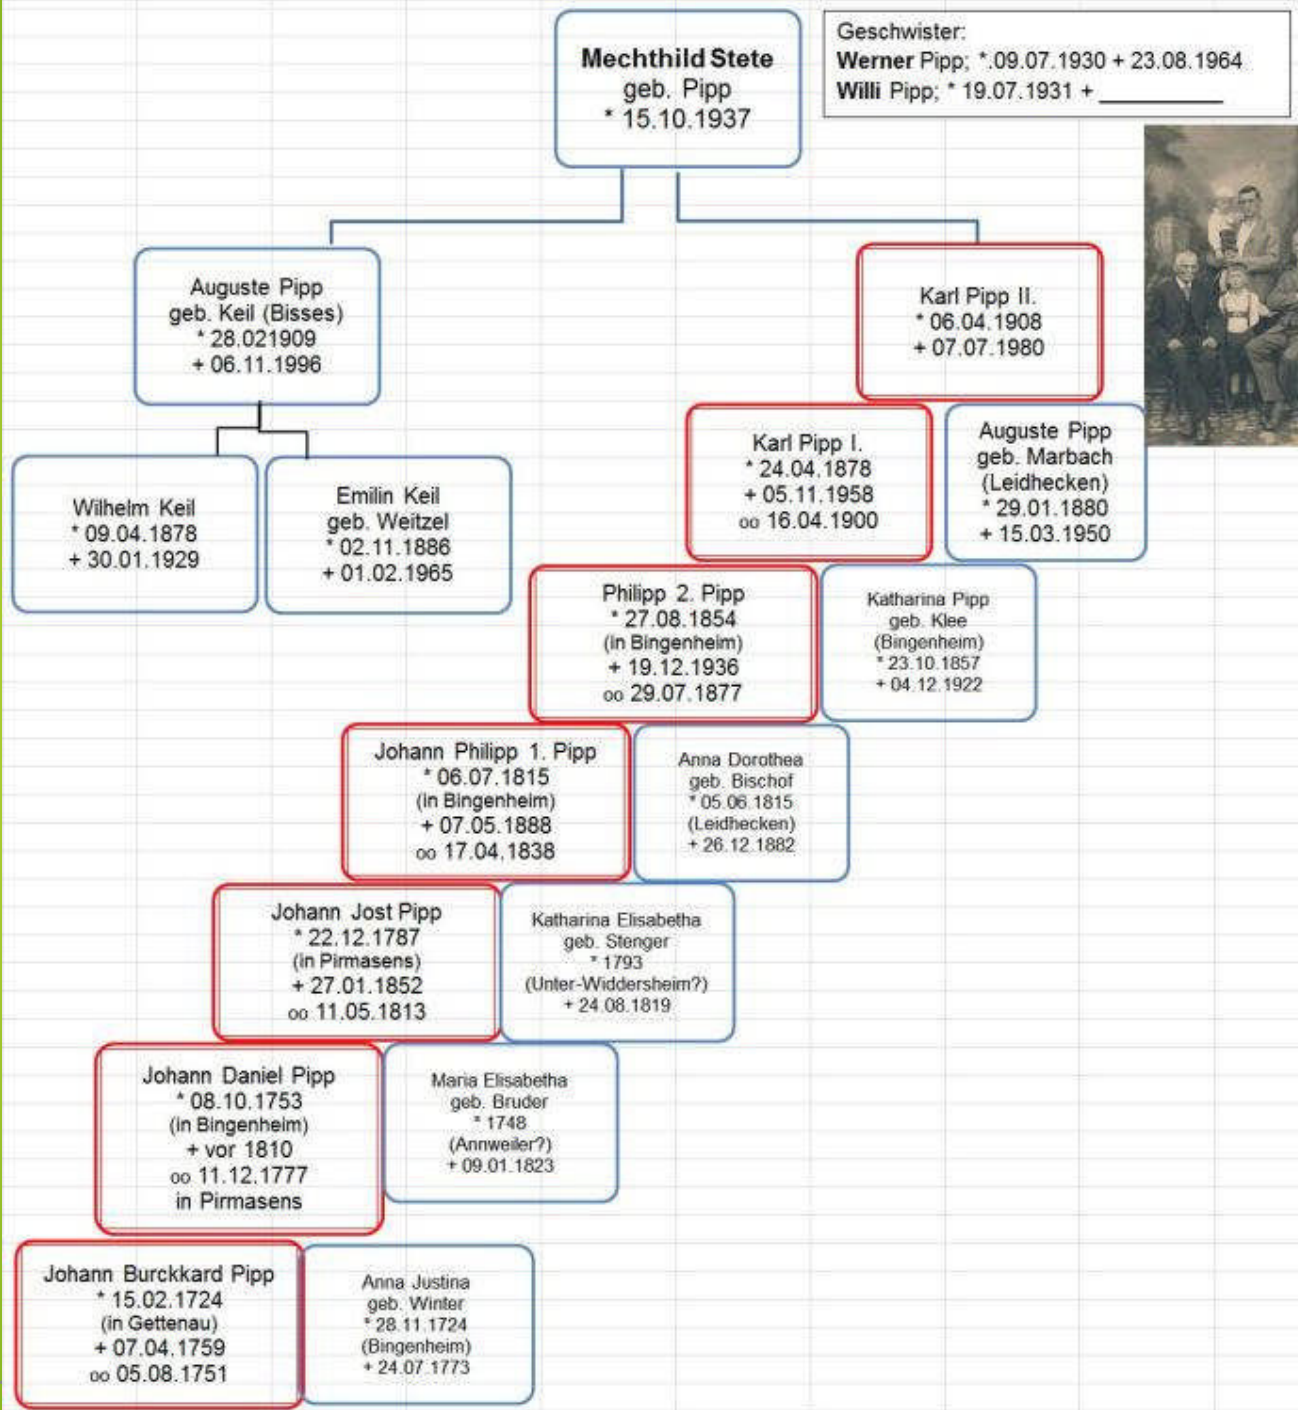 Mechthild Stete
geb. Pipp
* 15.10.1937
Geschwister:
Werner Pipp; *.09.07.1930 + 23.08.1964
Willi Pipp; * 19.07.1931 + ___________
Auguste Pipp
geb. Keil (Bisses)
* 28.021909
+ 06.11.1996
Karl Pipp II.
* 06.04.1908
+ 07.07.1980
Wilhelm Keil
* 09.04.1878
+ 30.01.1929
Emilin Keil
geb. Weitzel
* 02.11.1886
+ 01.02.1965
Karl Pipp I.
* 24.04.1878
+ 05.11.1958
oo 16.04.1900
Auguste Pipp
geb. Marbach
(Leidhecken)
* 29.01.1880
+ 15.03.1950
Philipp 2. Pipp
* 27.08.1854
(in Bingenheim)
+ 19.12.1936
oo 29.07.1877
Katharina Pipp
geb. Klee
(Bingenheim)
* 23.10.1857
+ 04.12.1922
Johann Philipp 1. Pipp
* 06.07.1815
(in Bingenheim)
+ 07.05.1888
oo 17.04.1838
Anna Dorothea
geb. Bischof
* 05.06.1815
(Leidhecken)
+ 26.12.1882
Johann Jost Pipp
* 22.12.1787
(in Pirmasens)
+ 27.01.1852
oo 11.05.1813
Katharina Elisabetha
geb. Stenger
* 1793
(Unter-Widdersheim?)
+ 24.08.1819
Johann Daniel Pipp
* 08.10.1753
(in Bingenheim)
+ vor 1810
oo 11.12.1777
in Pirmasens
Maria Elisabetha
geb. Bruder
* 1748
(Annweiler?)
+ 09.01.1823
Johann Burckkard Pipp
* 15.02.1724
(in Gettenau)
+ 07.04.1759
oo 05.08.1751
Anna Justina
geb. Winter
* 28.11.1724
(Bingenheim)
+ 24.07.1773